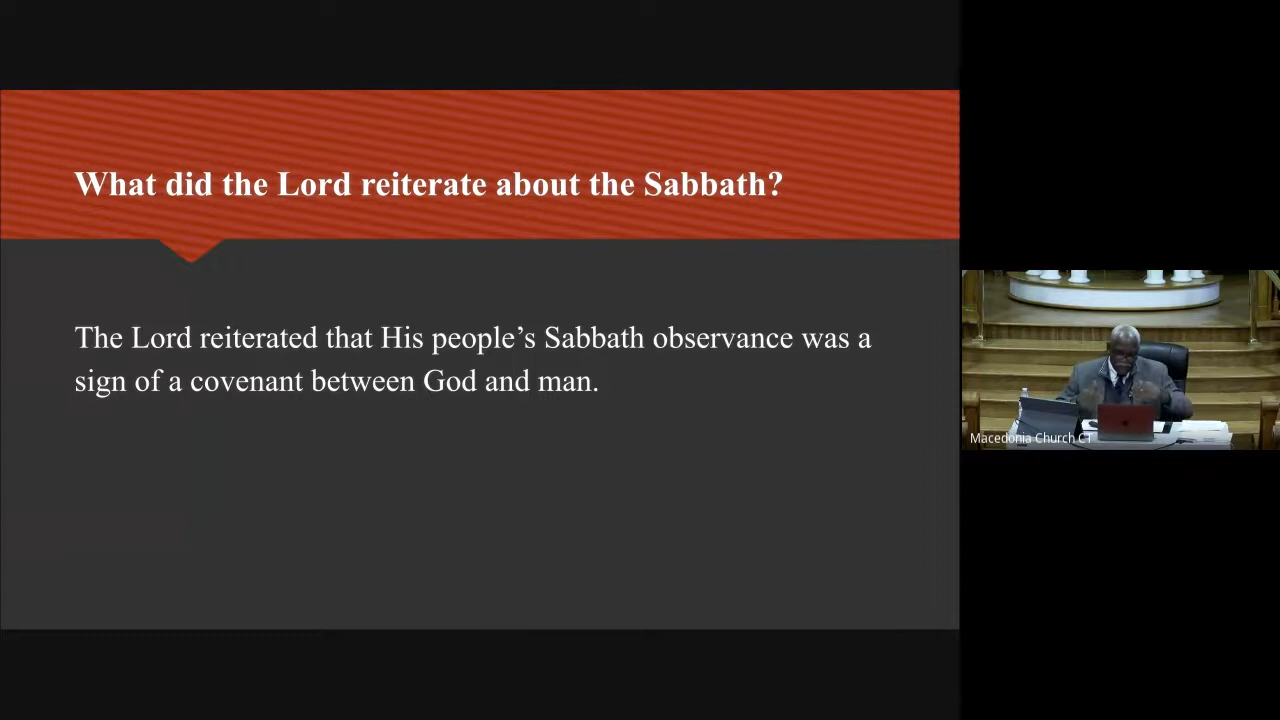 What did the Lord reiterate about the Sabbath?
The Lord reiterated that His people’s Sabbath observance was a
sign of a covenant between God and man.
Macedonia Church CT